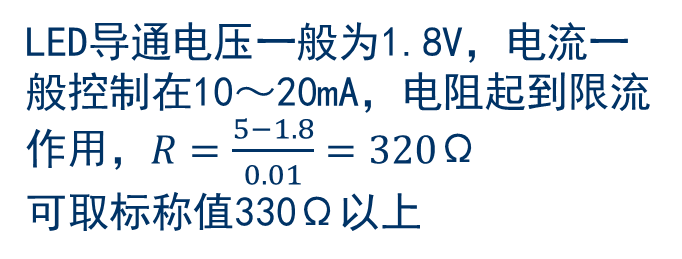 LED导通电压一般为1.8V，电流一
般控制在10～20mA，电阻起到限流
作用，R = \frac{5-1.8}{0.01} = 320Ω
可取标称值330Ω以上